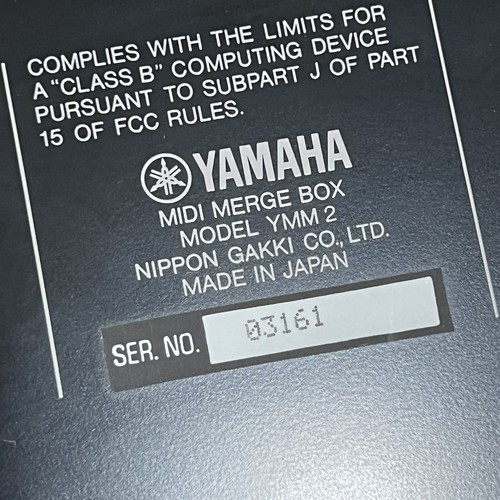 COMPLIES WITH THE LIMITS FOR
A "CLASS B" COMPUTING DEVICE
PURSUANT TO SUBPART J OF PART
15 OF FCC RULES.
YAMAHA
MIDI MERGE BOX
MODEL YMM 2
NIPPON GAKKI CO., LTD.
MADE IN JAPAN
SER. NO. 03161